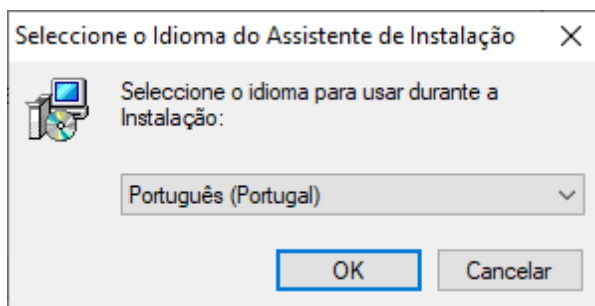 Seleccione o Idioma do Assistente de Instalação
Seleccione o idioma para usar durante a
Instalação:
Português (Portugal)
OK
Cancelar